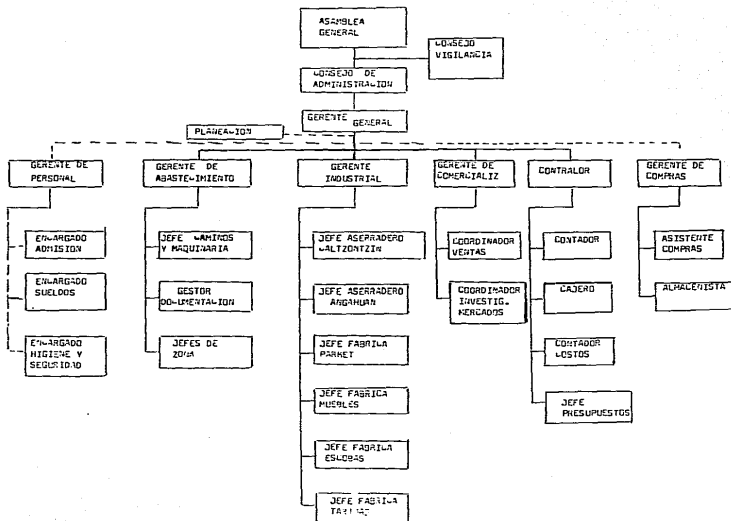 ASAMBLEA
GENERAL
CONSEJO
VIGILANCIA
CONSEJO DE
ADMINISTRACION
GERENTE GENERAL
PLANEACION
GERENTE DE
PERSONAL
GERENTE DE
ABASTECIMIENTO
GERENTE
INDUSTRIAL
GERENTE DE
COMERCIALIZ
CONTRALOR
GERENTE DE
COMPRAS
ENCARGADO
ADMISION
ENCARGADO
SUELDOS
ENCARGADO
HIGIENE Y
SEGURIDAD
JEFE CAMINOS
Y MAQUINARIA
GESTOR
DOCUMENTACION
JEFES DE
ZONA
JEFE ASERRADERO
CALTZONTZIN
JEFE ASERRADERO
ANGAHUAN
JEFE FABRICA
PARKET
JEFE FABRICA
MUEBLES
JEFE FABRICA
ESCOBAS
JEFE FABRICA
COORDINADOR
VENTAS
COORDINADOR
INVESTIG.
MERCADOS
CONTADOR
CAJERO
CONTADOR
COSTOS
JEFE
PRESUPUESTOS
ASISTENTE
COMPRAS
ALMACENISTA